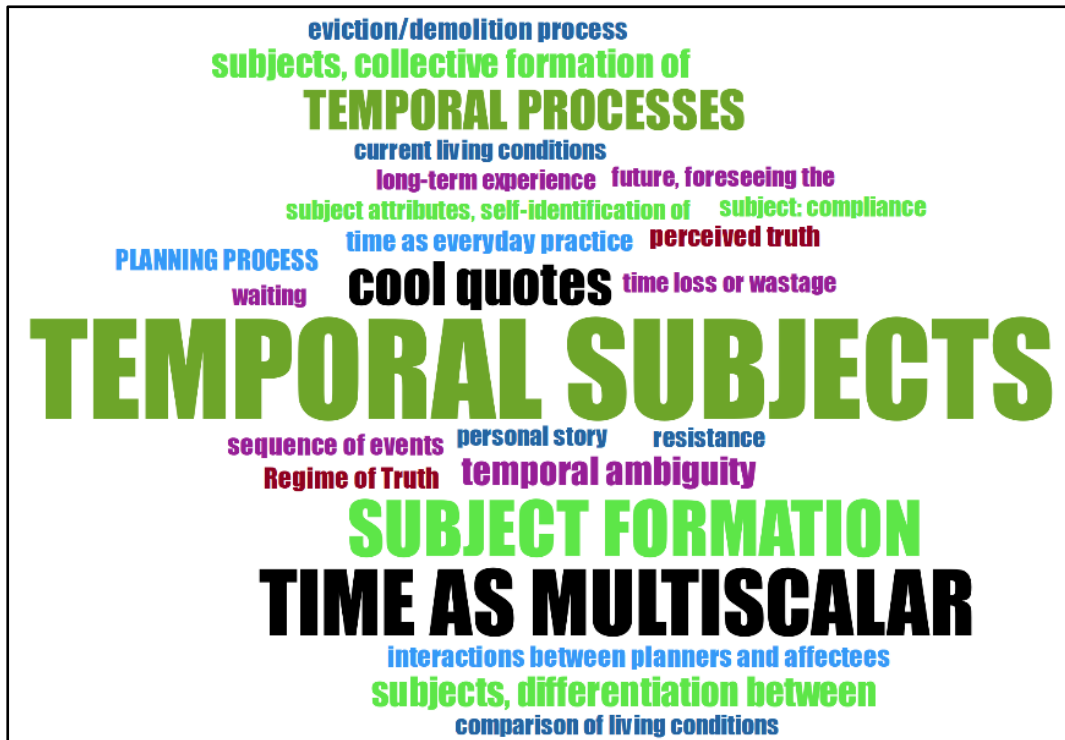 eviction/demolition process
subjects, collective formation of
TEMPORAL PROCESSES
current living conditions
long-term experience future, foreseeing the
subject attributes, self-identification of subject: compliance
time as everyday practice perceived truth
PLANNING PROCESS
cool quotes time loss or wastage
waiting
TEMPORAL SUBJECTS
sequence of events personal story resistance
Regime of Truth temporal ambiguity
SUBJECT FORMATION
TIME AS MULTISCALAR
interactions between planners and affectees
subjects, differentiation between
comparison of living conditions